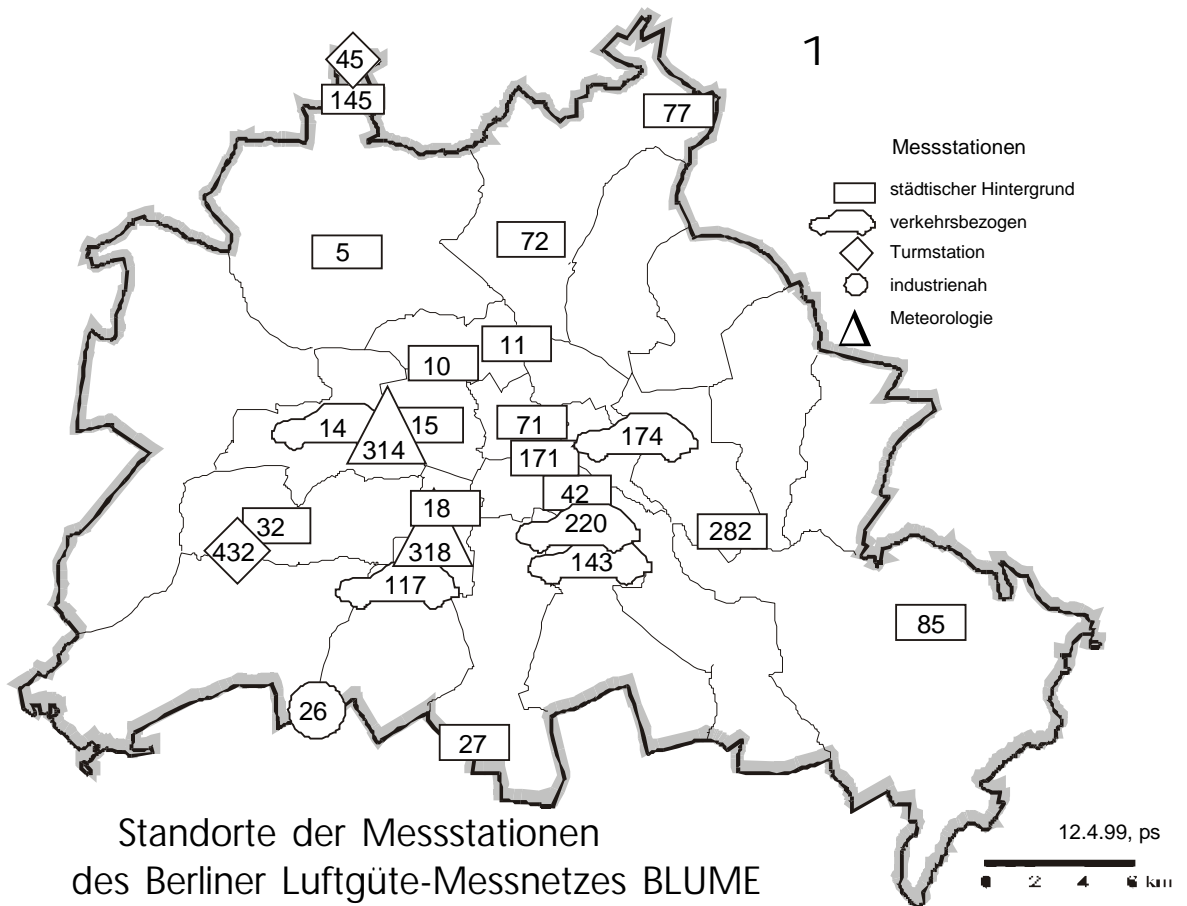 1
45
145
77
Messstationen
städtischer Hintergrund
verkehrsbezogen
Turmstation
industrienah
Meteorologie
5
72
11
10
14
15
314
71
174
171
42
18
220
32
282
432
318
143
117
85
26
27
Standorte der Messstationen
des Berliner Luftgüte-Messnetzes BLUME
12.4.99, ps
0 2 4 6 km